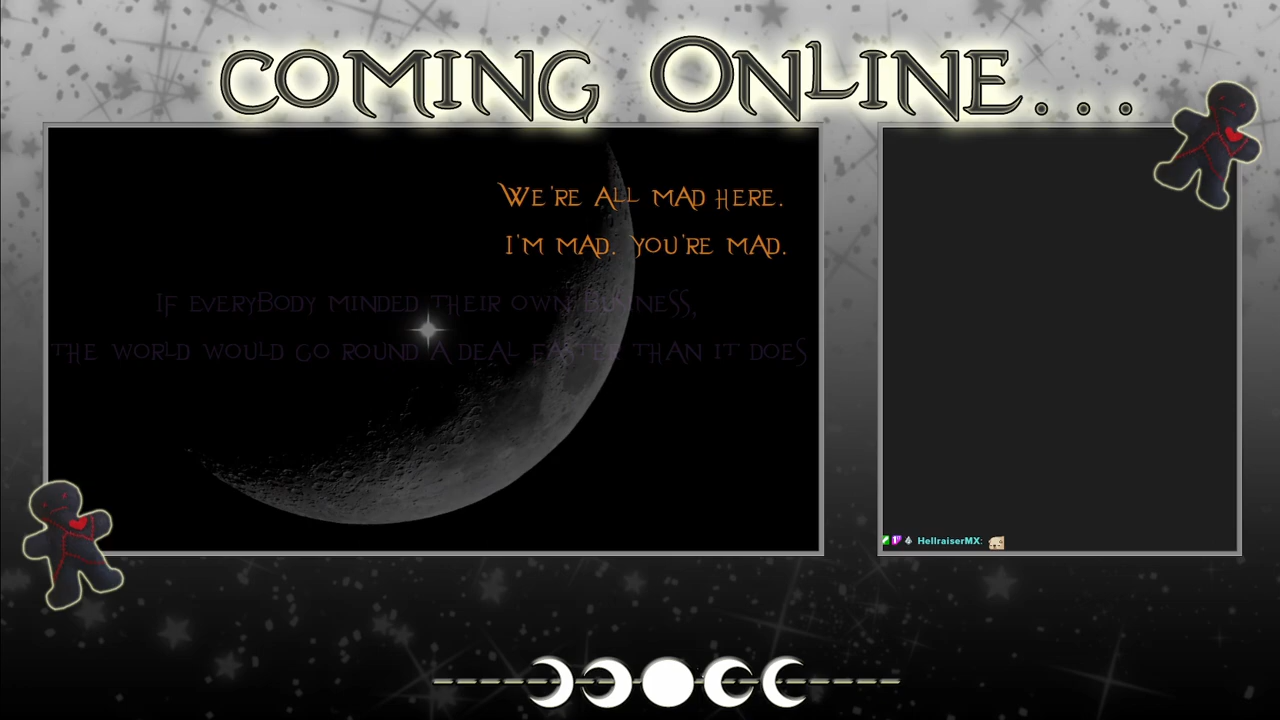 COMING ONLINE...
WE'RE ALL MAD HERE.
I'M MAD. YOU'RE MAD.
IF EVERYBODY MINDED THEIR OWN BUSINESS,
THE WORLD WOULD GO ROUND A DEAL FASTER THAN IT DOES
HellraiserMX: